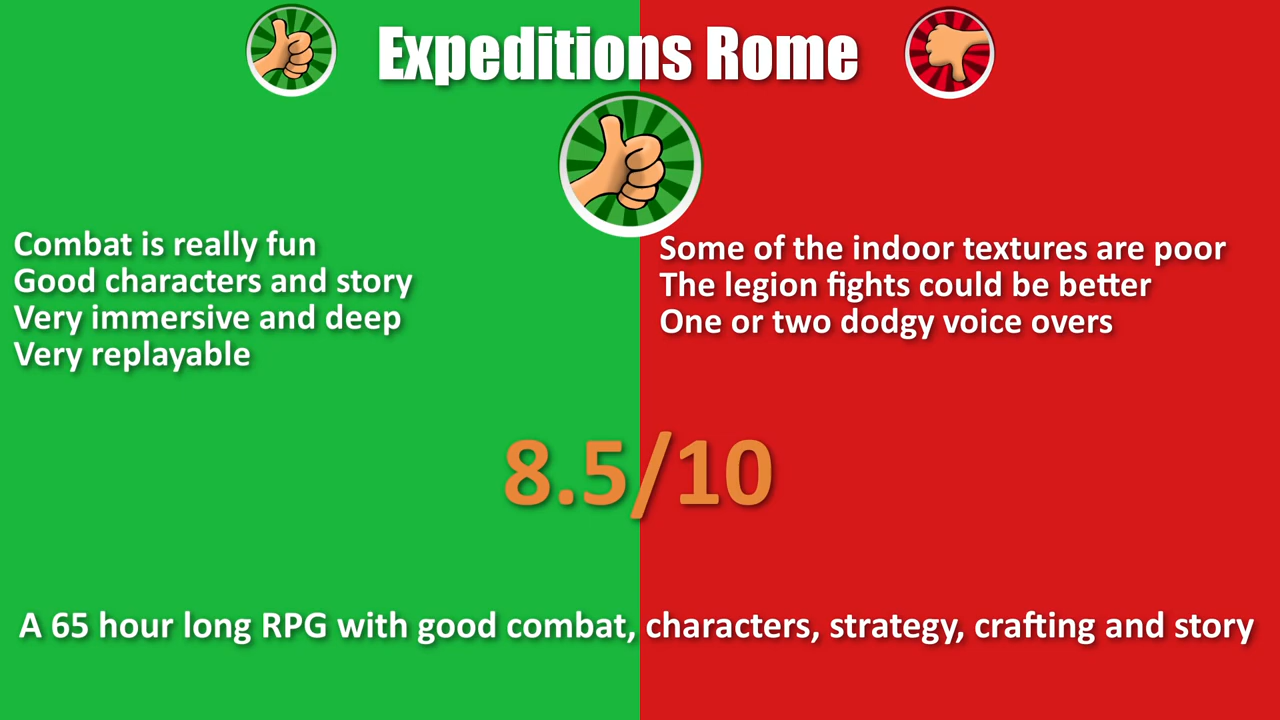 Expeditions Rome
Combat is really fun
Good characters and story
Very immersive and deep
Very replayable
Some of the indoor textures are poor
The legion fights could be better
One or two dodgy voice overs
8.5/10
A 65 hour long RPG with good combat, characters, strategy, crafting and story